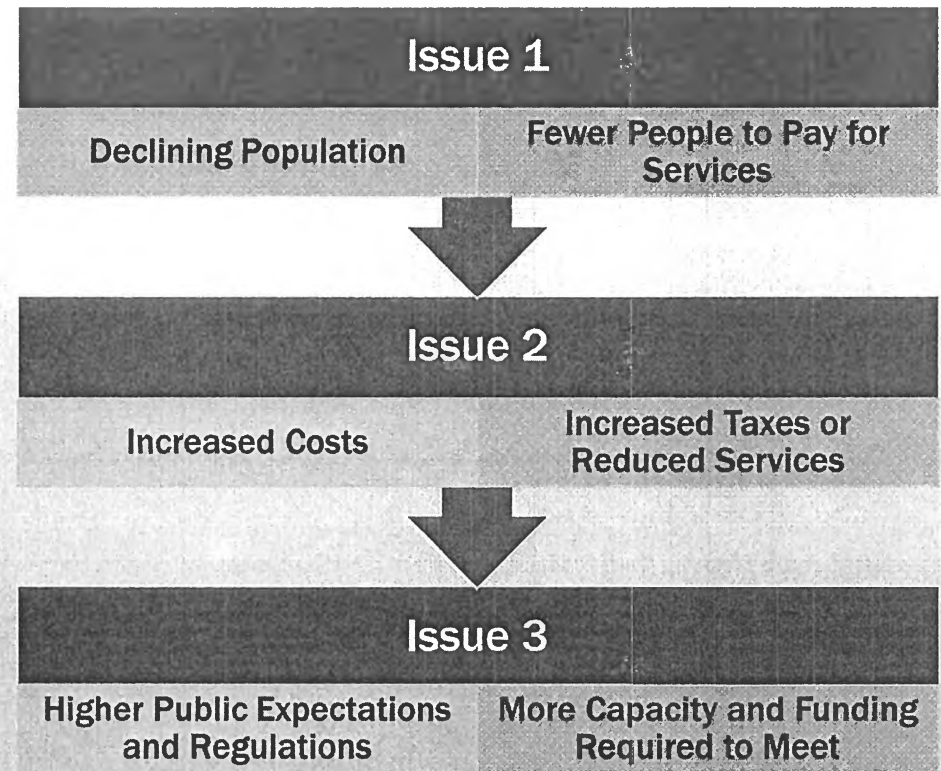 Issue 1
Declining Population
Fewer People to Pay for
Services
Issue 2
Increased Costs
Increased Taxes or
Reduced Services
Issue 3
Higher Public Expectations
and Regulations
More Capacity and Funding
Required to Meet